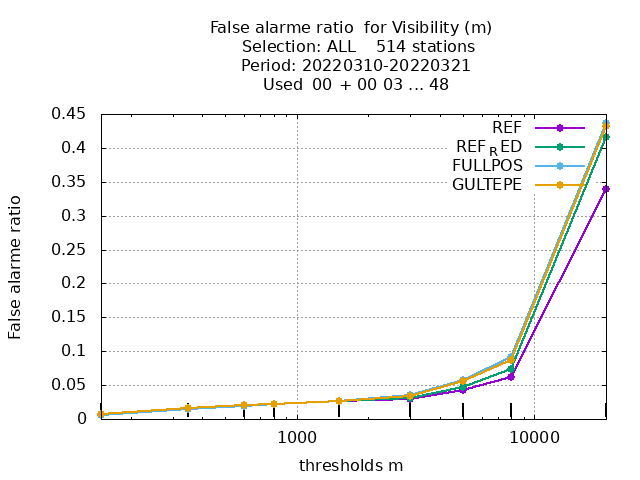 False alarme ratio  for Visibility (m)
Selection: ALL    514 stations
Period: 20220310-20220321
Used  00 + 00 03 ... 48
0.45
0.4
0.35
0.3
0.25
0.2
0.15
0.1
0.05
0
False alarme ratio
REF
REF_RED
FULLPOS
GULTEPE
1000
10000
thresholds m